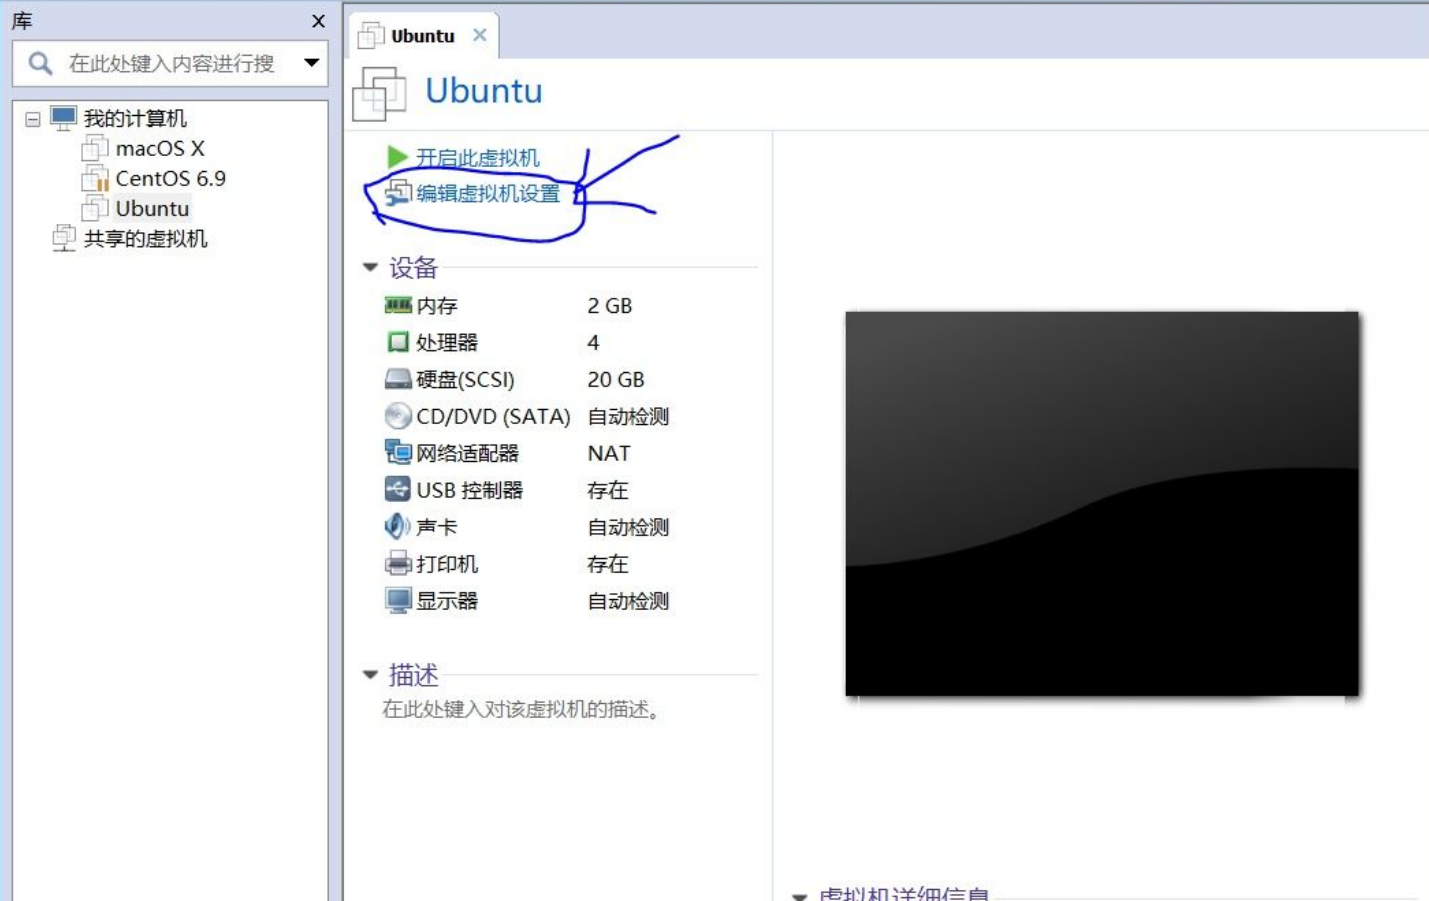 库
在此处键入内容进行搜
我的计算机
macOS X
CentOS 6.9
Ubuntu
共享的虚拟机
Ubuntu
Ubuntu
开启此虚拟机
编辑虚拟机设置
设备
内存 2 GB
处理器 4
硬盘(SCSI) 20 GB
CD/DVD (SATA) 自动检测
网络适配器 NAT
USB 控制器 存在
声卡 自动检测
打印机 存在
显示器 自动检测
描述
在此处键入对该虚拟机的描述。
虚拟机详细信息